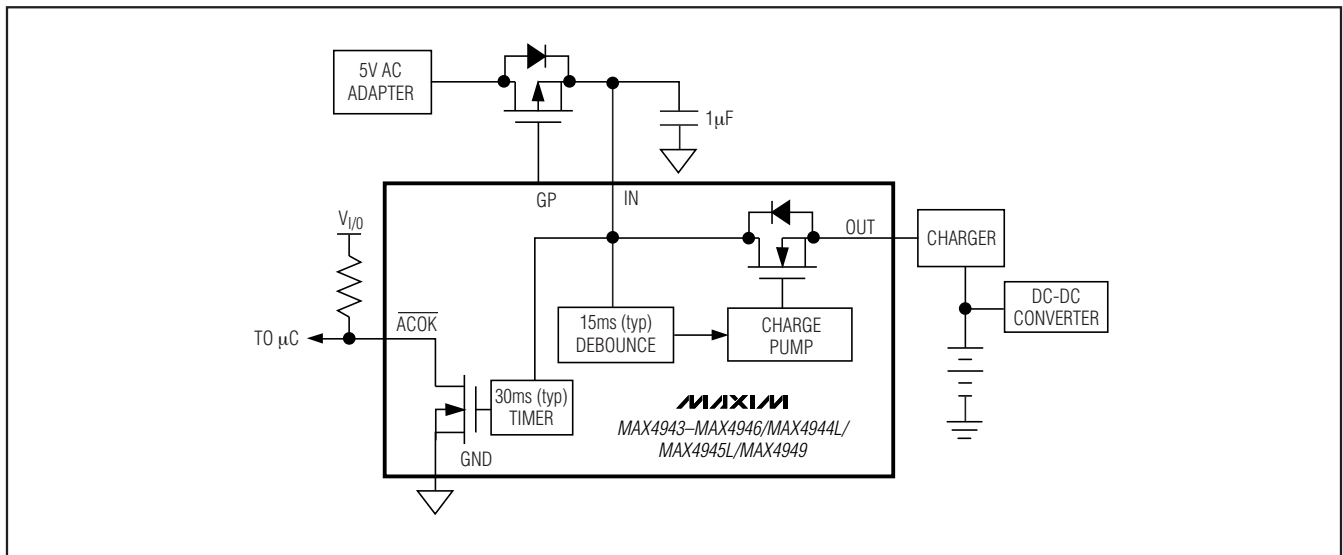 5V AC
ADAPTER
1µF
GP
IN
V_I/0
OUT
CHARGER
DC-DC
CONVERTER
TO µC
ACOK
15ms (typ)
DEBOUNCE
CHARGE
PUMP
30ms (typ)
TIMER
MAXIM
MAX4943–MAX4946/MAX4944L/
MAX4945L/MAX4949
GND